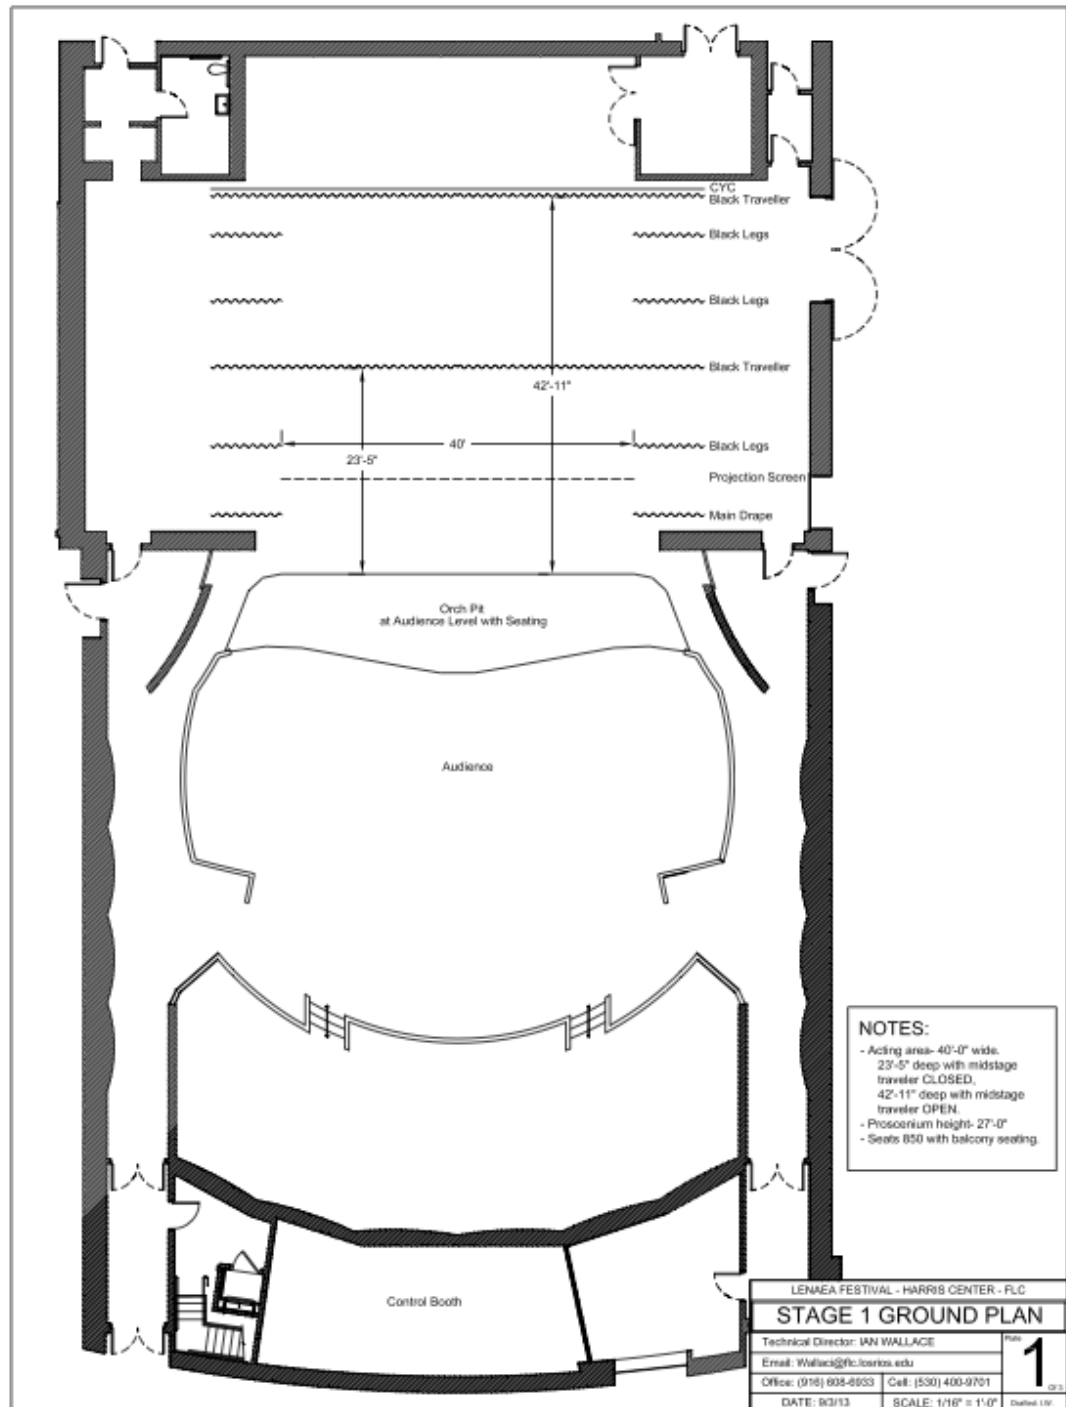 CYC
Black Traveller
Black Legs
Black Legs
Black Traveller
42'-11"
Black Legs
40'
23'-5"
Projection Screen
Main Drape
Orch Pit
at Audience Level with Seating
Audience
NOTES:
- Acting area- 40'-0" wide.
23'-5" deep with midstage
traveler CLOSED,
42'-11" deep with midstage
traveler OPEN.
- Proscenium height- 27'-0"
- Seats 850 with balcony seating.
Control Booth
LENAEA FESTIVAL - HARRIS CENTER - FLC
STAGE 1 GROUND PLAN
Technical Director: IAN WALLACE
Plate
1
Email: Wallaci@flc.losrios.edu
Office: (916) 608-6933
Cell: (530) 400-9701
OF 3
DATE: 9/3/13
SCALE: 1/16" = 1'-0"
Drafted: I.W.